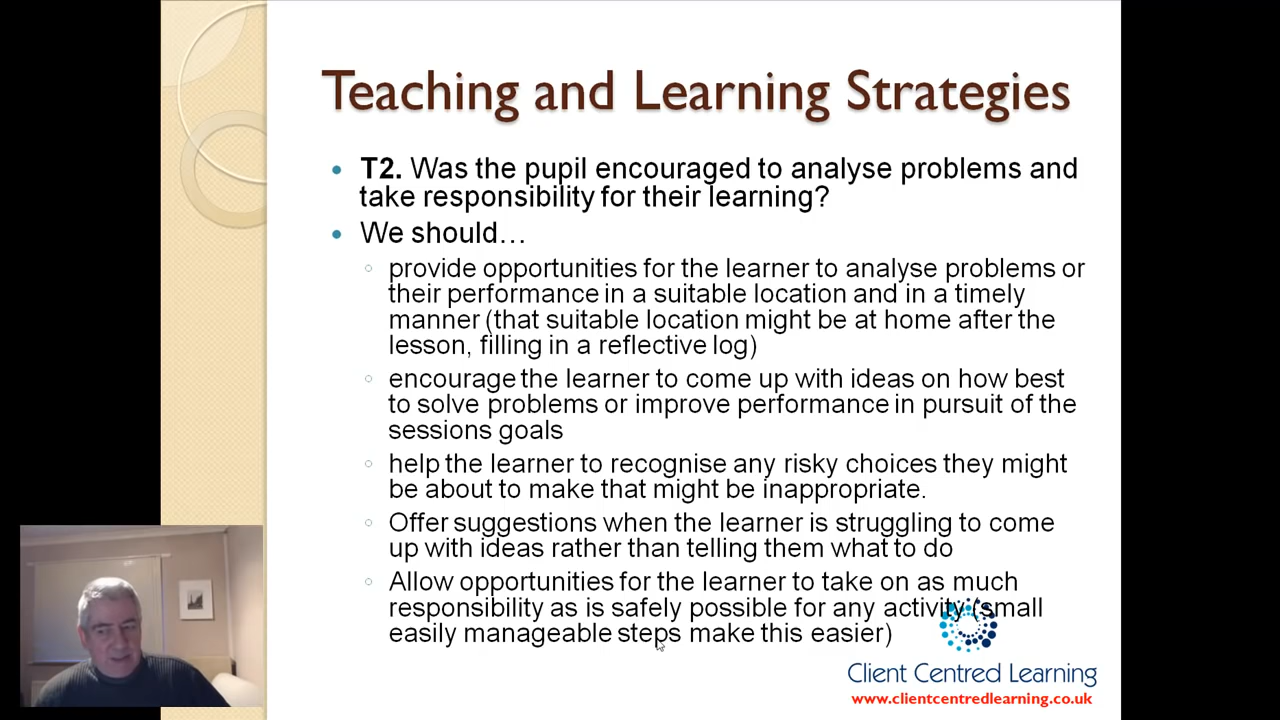 Teaching and Learning Strategies
T2. Was the pupil encouraged to analyse problems and
take responsibility for their learning?
We should…
provide opportunities for the learner to analyse problems or
their performance in a suitable location and in a timely
manner (that suitable location might be at home after the
lesson, filling in a reflective log)
encourage the learner to come up with ideas on how best
to solve problems or improve performance in pursuit of the
sessions goals
help the learner to recognise any risky choices they might
be about to make that might be inappropriate.
Offer suggestions when the learner is struggling to come
up with ideas rather than telling them what to do
Allow opportunities for the learner to take on as much
responsibility as is safely possible for any activity (small
easily manageable steps make this easier)
Client Centred Learning
www.clientcentredlearning.co.uk